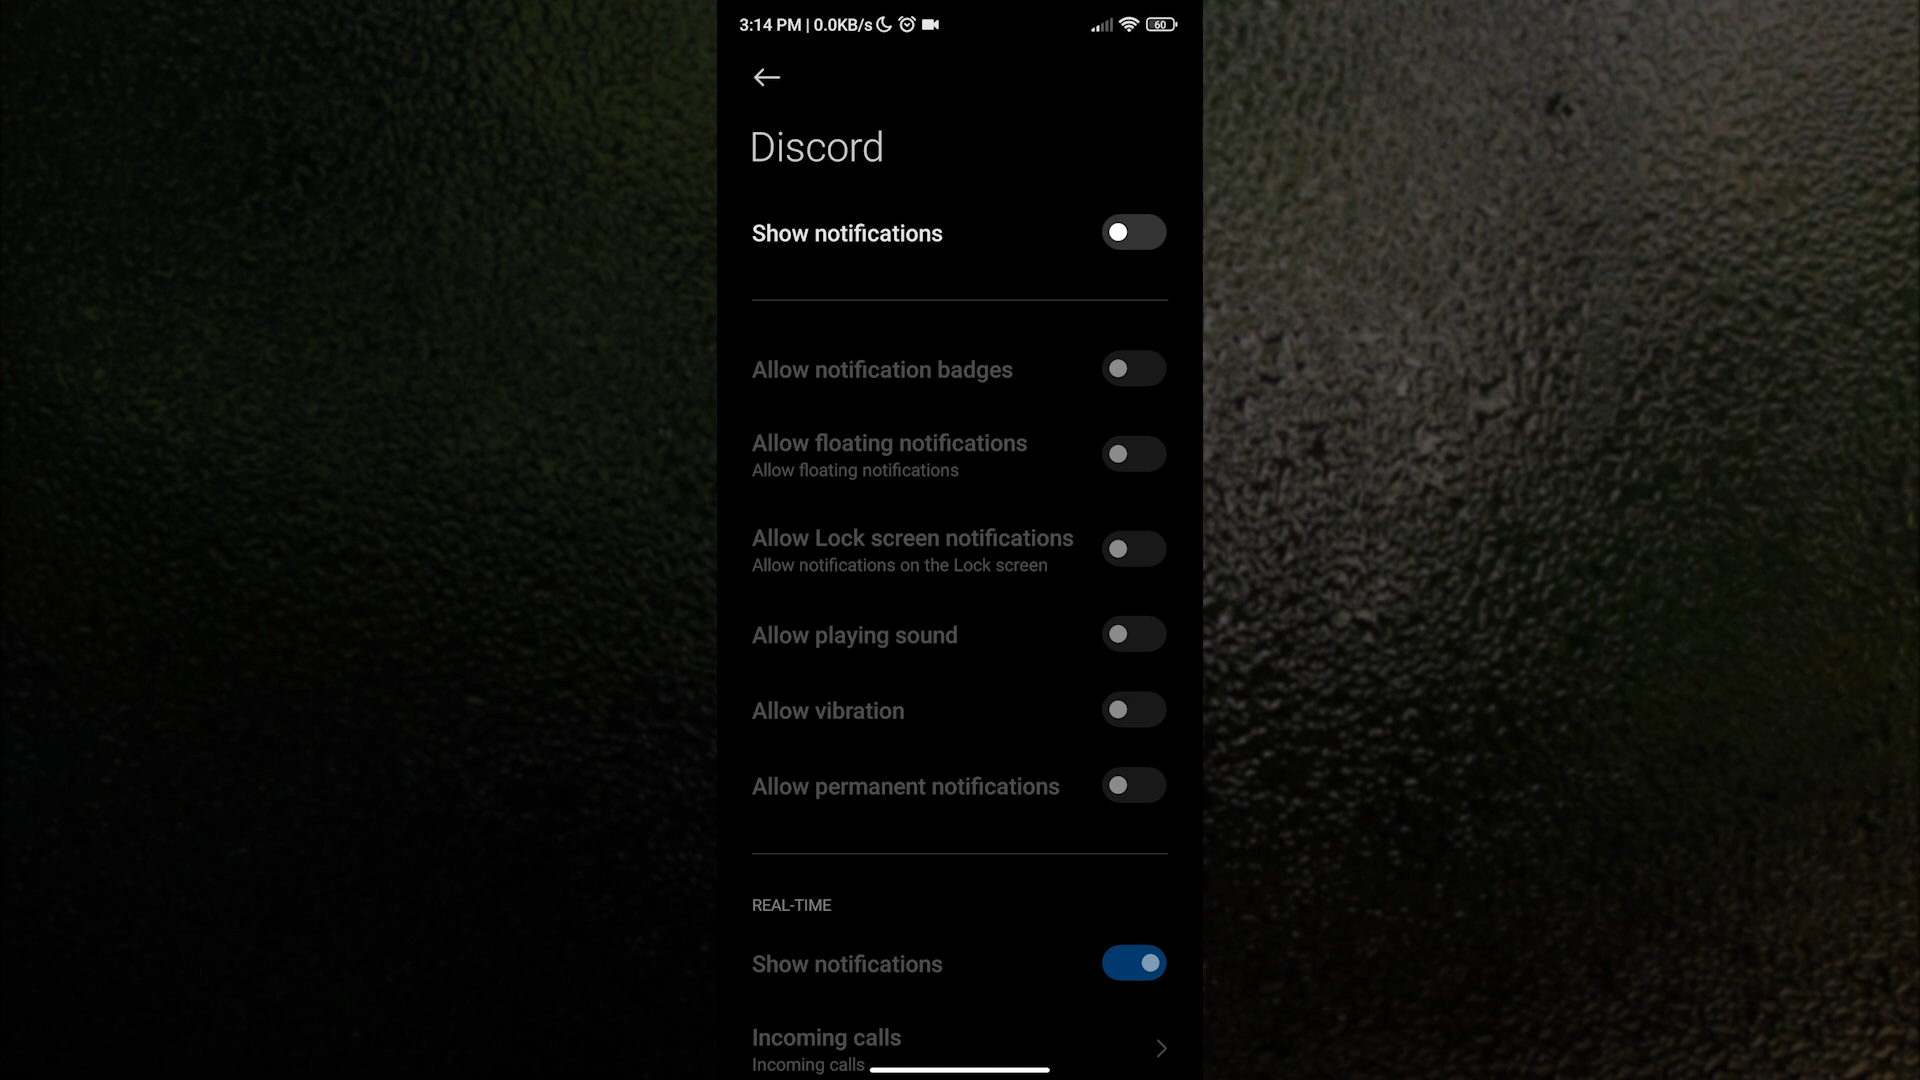 3:14 PM | 0.0KB/s 60
Discord
Show notifications
Allow notification badges
Allow floating notifications
Allow floating notifications
Allow Lock screen notifications
Allow notifications on the Lock screen
Allow playing sound
Allow vibration
Allow permanent notifications
REAL-TIME
Show notifications
Incoming calls
Incoming calls